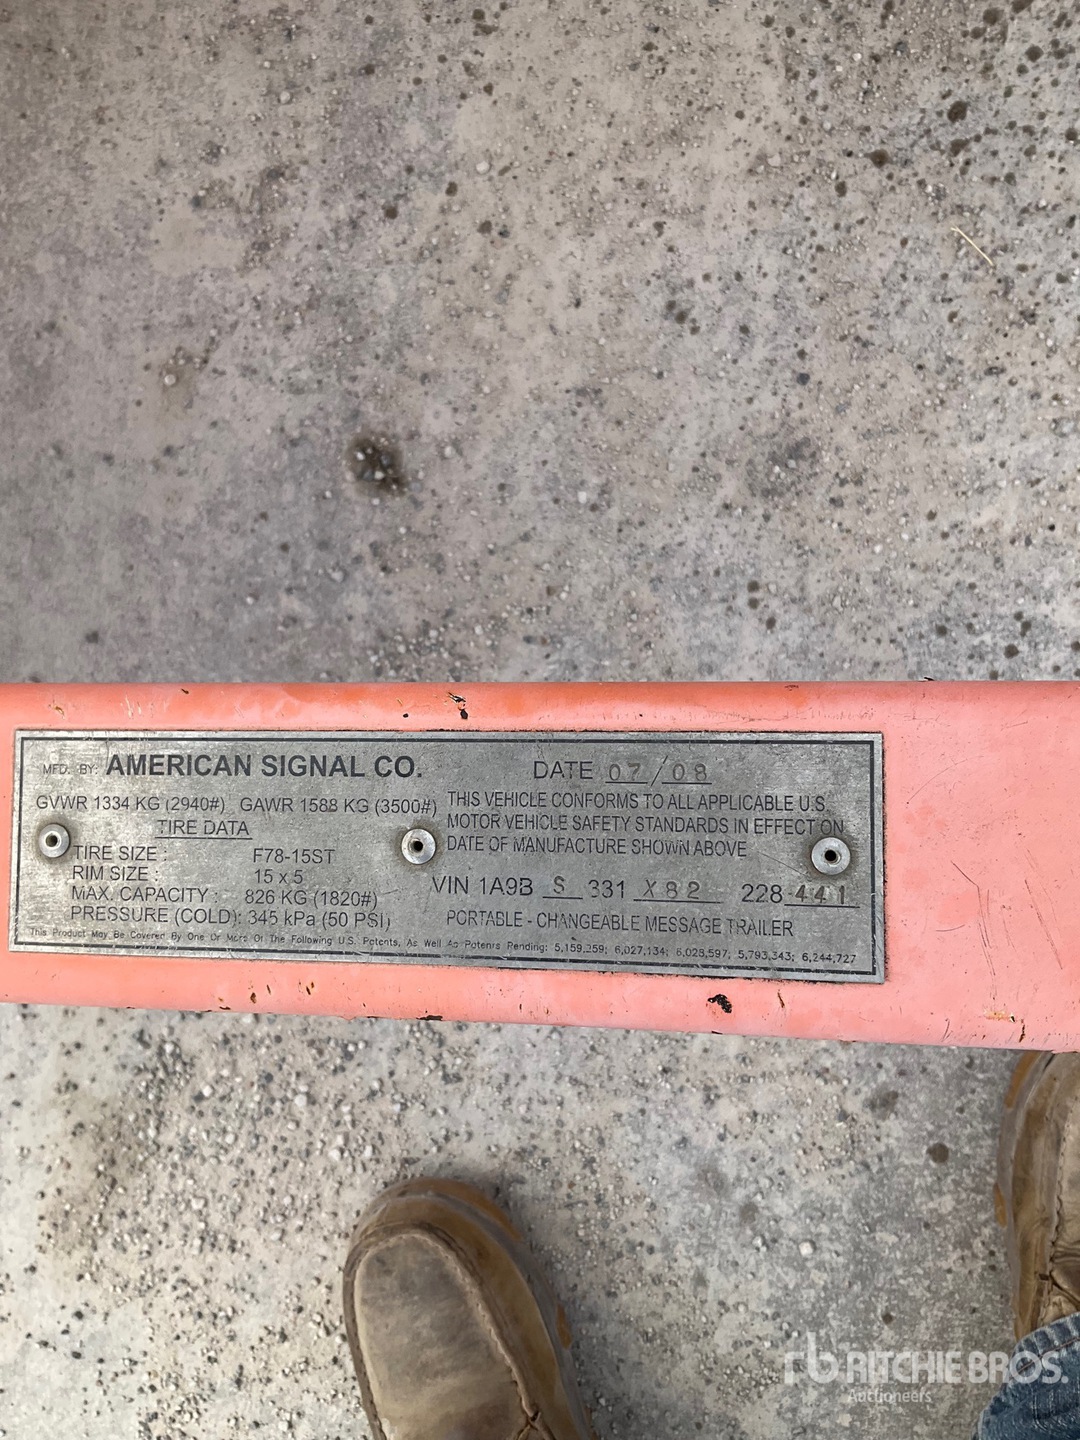 MFD. BY: AMERICAN SIGNAL CO.
DATE 07/08
GVWR 1334 KG (2940#) GAWR 1588 KG (3500#)
TIRE DATA
TIRE SIZE : F78-15ST
RIM SIZE : 15 x 5
MAX. CAPACITY : 826 KG (1820#)
PRESSURE (COLD): 345 kPa (50 PSI)
THIS VEHICLE CONFORMS TO ALL APPLICABLE U.S.
MOTOR VEHICLE SAFETY STANDARDS IN EFFECT ON
DATE OF MANUFACTURE SHOWN ABOVE
VIN 1A9B S 331 X82 228 441
PORTABLE - CHANGEABLE MESSAGE TRAILER
This Product May Be Covered By One Or More Of The Following U.S. Patents, As Well As Patents Pending: 5,159,259; 6,027,134; 6,028,597; 5,793,343; 6,244,727
rb RITCHIE BROS.
Auctioneers